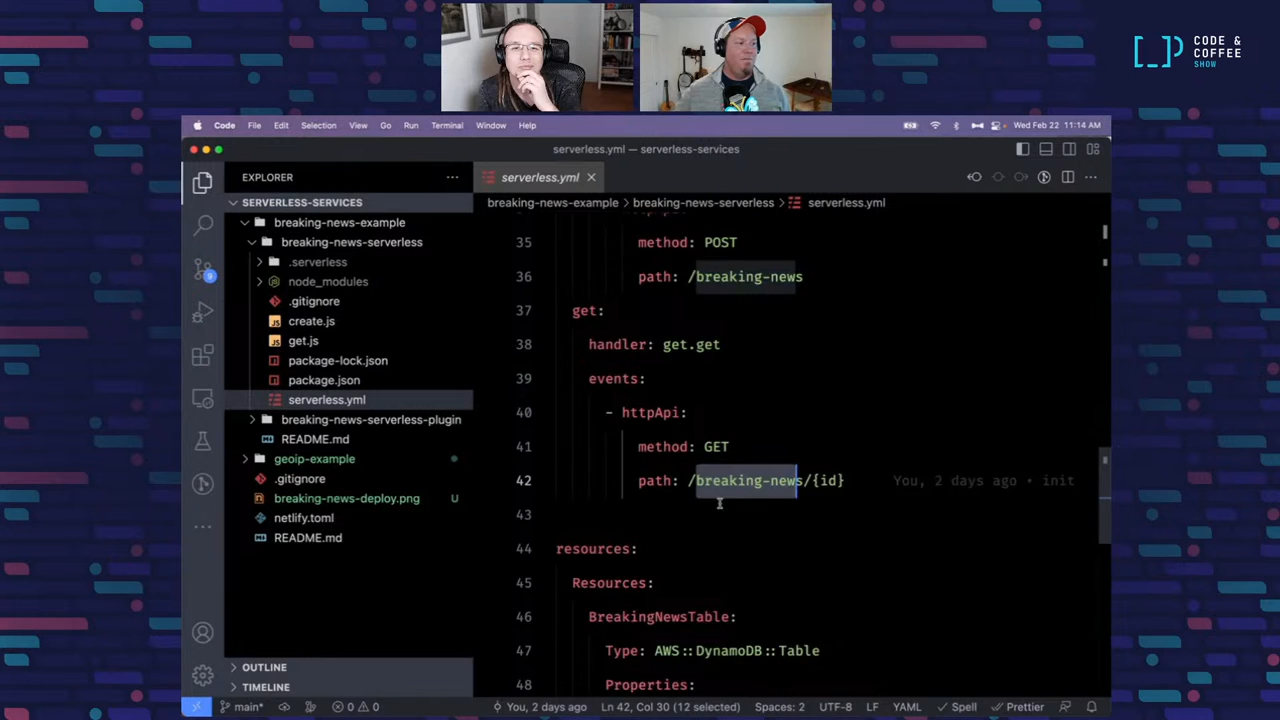 CODE &
COFFEE
SHOW
Code File Edit Selection View Go Run Terminal Window Help Wed Feb 22 11:14 AM
serverless.yml — serverless-services
EXPLORER
serverless.yml
SERVERLESS-SERVICES
breaking-news-example > breaking-news-serverless > serverless.yml
breaking-news-example
breaking-news-serverless
.serverless
node_modules
.gitignore
create.js
get.js
package-lock.json
package.json
serverless.yml
breaking-news-serverless-plugin
README.md
geoip-example
.gitignore
breaking-news-deploy.png U
netlify.toml
README.md
OUTLINE
TIMELINE
35 method: POST
36 path: /breaking-news
37 get:
38 handler: get.get
39 events:
40 - httpApi:
41 method: GET
42 path: /breaking-news/{id} You, 2 days ago • init
43
44 resources:
45 Resources:
46 BreakingNewsTable:
47 Type: AWS::DynamoDB::Table
48 Properties:
main* 0 0 You, 2 days ago Ln 42, Col 30 (12 selected) Spaces: 2 UTF-8 LF YAML Spell Prettier